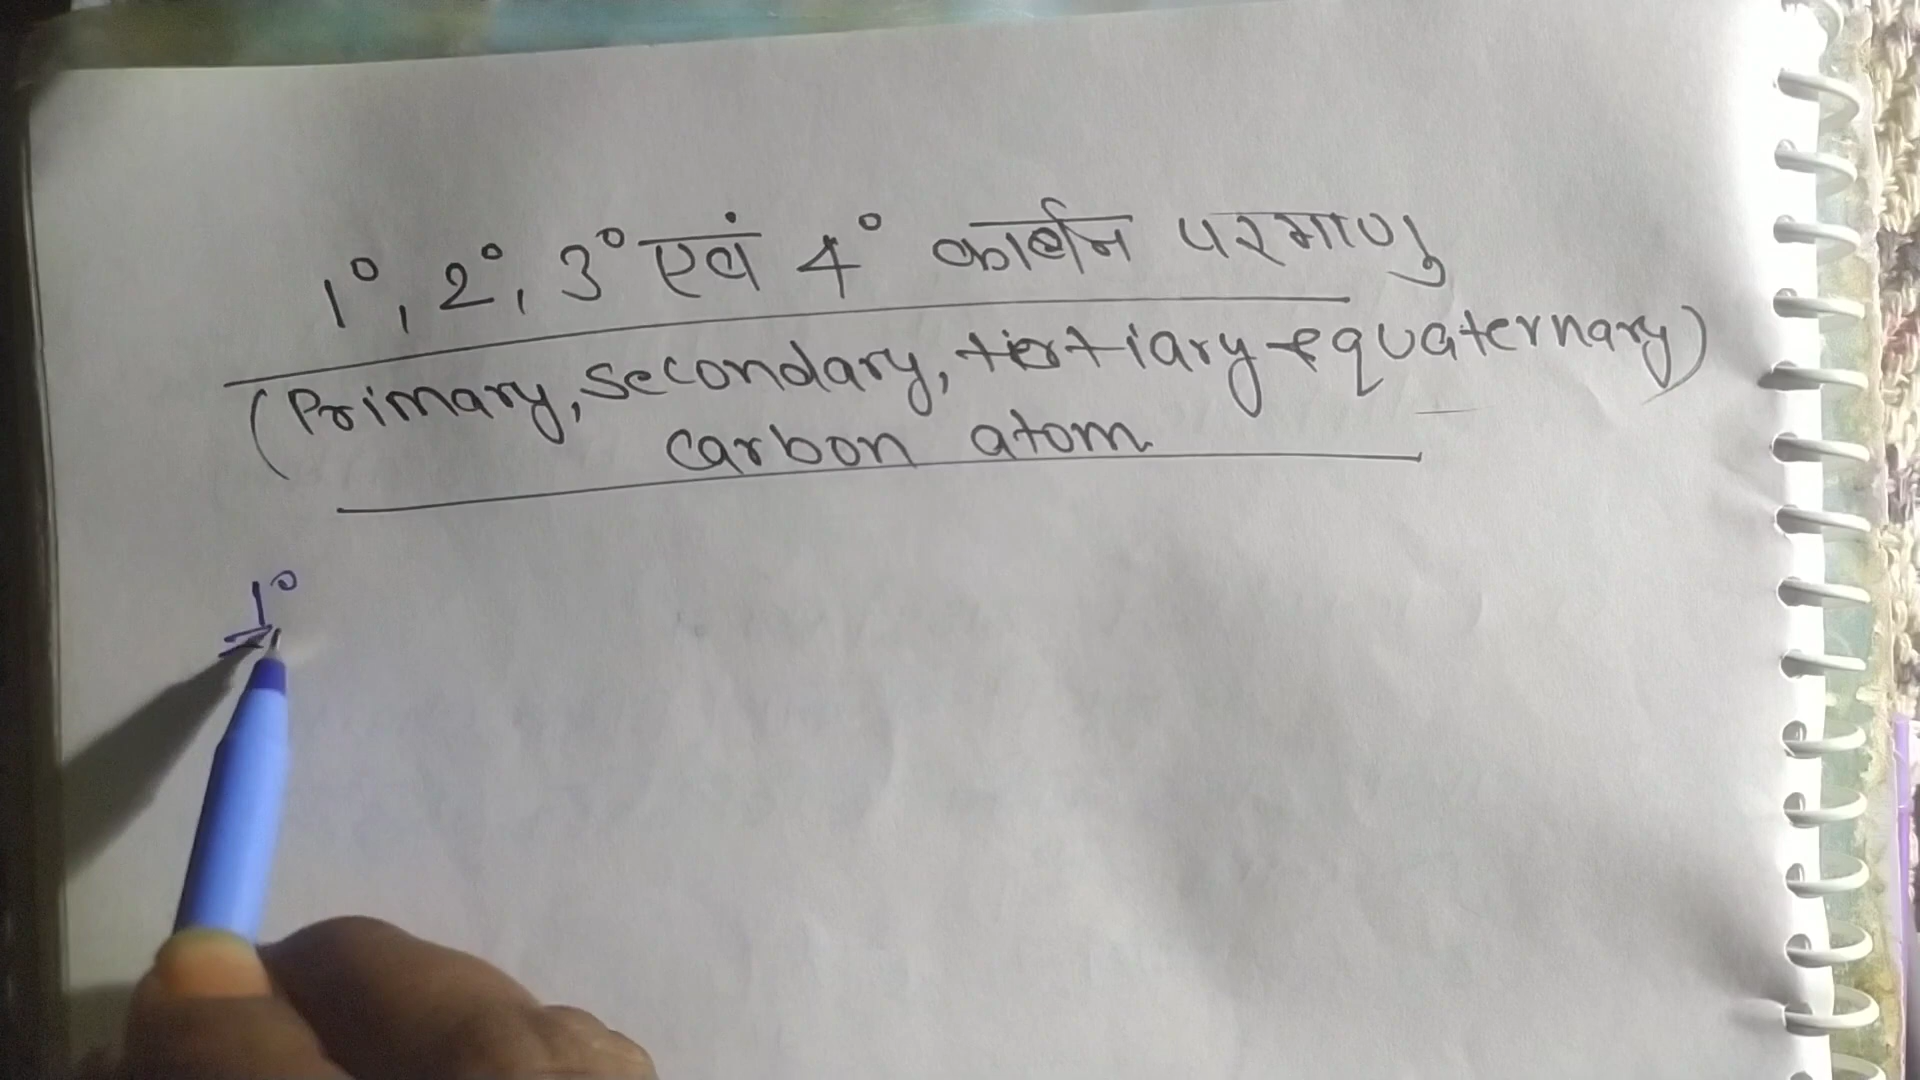 1°, 2°, 3° एवं 4° कार्बन परमाणु
(Primary, secondary, tertiary & quaternary)
carbon atom
1°